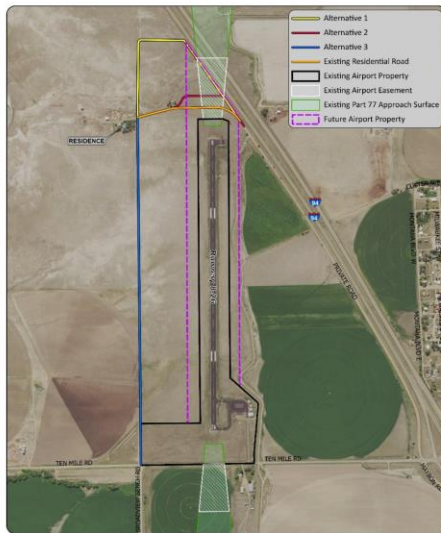 Alternative 1
Alternative 2
Alternative 3
Existing Residential Road
Existing Airport Property
Existing Airport Easement
Existing Part 77 Approach Surface
Future Airport Property
RESIDENCE
94
94
PRIVATE ROAD
TEN MILE RD
TEN MILE RD